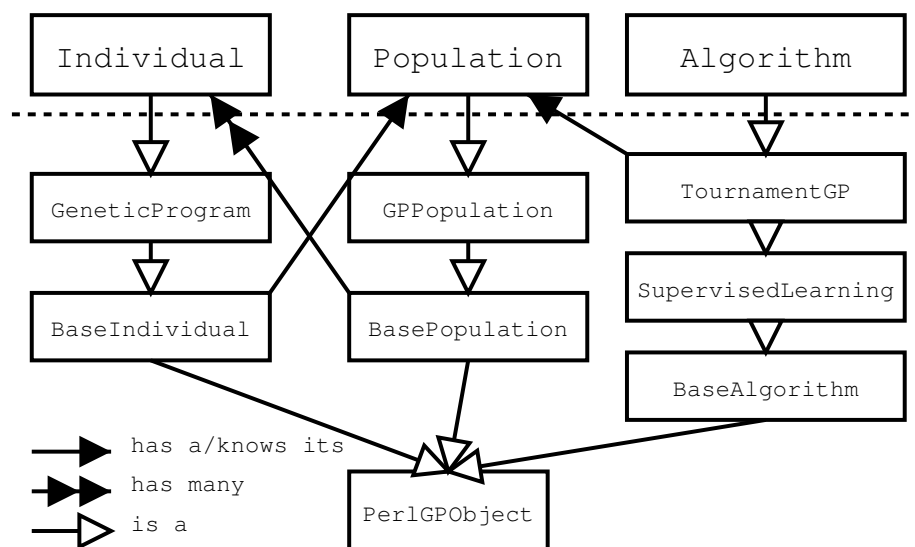 Individual
Population
Algorithm
GeneticProgram
GPPopulation
TournamentGP
SupervisedLearning
BaseIndividual
BasePopulation
BaseAlgorithm
has a/knows its
has many
is a
PerlGPObject